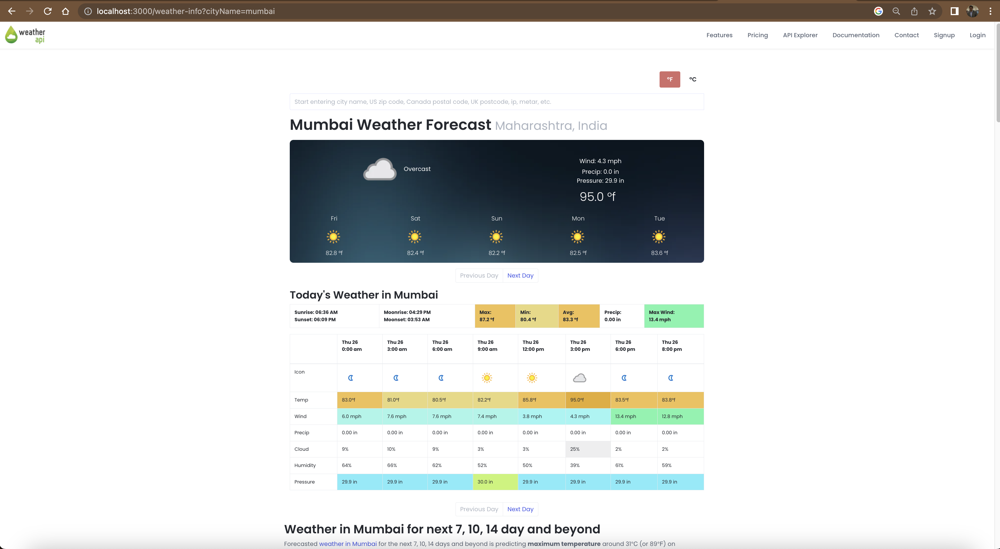 localhost:3000/weather-info?cityName=mumbai
weather
api
Features Pricing API Explorer Documentation Contact Signup Login
°F °C
Start entering city name, US zip code, Canada postal code, UK postcode, ip, metar, etc.
Mumbai Weather Forecast Maharashtra, India
Overcast
Wind: 4.3 mph
Precip: 0.0 in
Pressure: 29.9 in
95.0 °f
Fri Sat Sun Mon Tue
82.8 °f 82.4 °f 82.2 °f 82.5 °f 83.6 °f
Previous Day Next Day
Today's Weather in Mumbai
Sunrise: 06:36 AM Moonrise: 04:29 PM Max: Min: Avg: Precip: Max Wind:
Sunset: 06:09 PM Moonset: 03:53 AM 87.2 °f 80.4 °f 83.3 °f 0.00 in 13.4 mph
Thu 26 Thu 26 Thu 26 Thu 26 Thu 26 Thu 26 Thu 26 Thu 26
0:00 am 3:00 am 6:00 am 9:00 am 12:00 pm 3:00 pm 6:00 pm 8:00 pm
Icon
Temp 83.0°f 81.0°f 80.5°f 82.2°f 85.8°f 95.0°f 83.5°f 83.8°f
Wind 6.0 mph 7.6 mph 7.6 mph 7.4 mph 3.8 mph 4.3 mph 13.4 mph 12.8 mph
Precip 0.00 in 0.00 in 0.00 in 0.00 in 0.00 in 0.00 in 0.00 in 0.00 in
Cloud 9% 10% 9% 3% 3% 25% 2% 2%
Humidity 64% 66% 62% 52% 50% 39% 61% 59%
Pressure 29.9 in 29.9 in 29.9 in 30.0 in 29.9 in 29.9 in 29.9 in 29.9 in
Previous Day Next Day
Weather in Mumbai for next 7, 10, 14 day and beyond
Forecasted weather in Mumbai for the next 7, 10, 14 days and beyond is predicting maximum temperature around 31°C (or 89°F) on